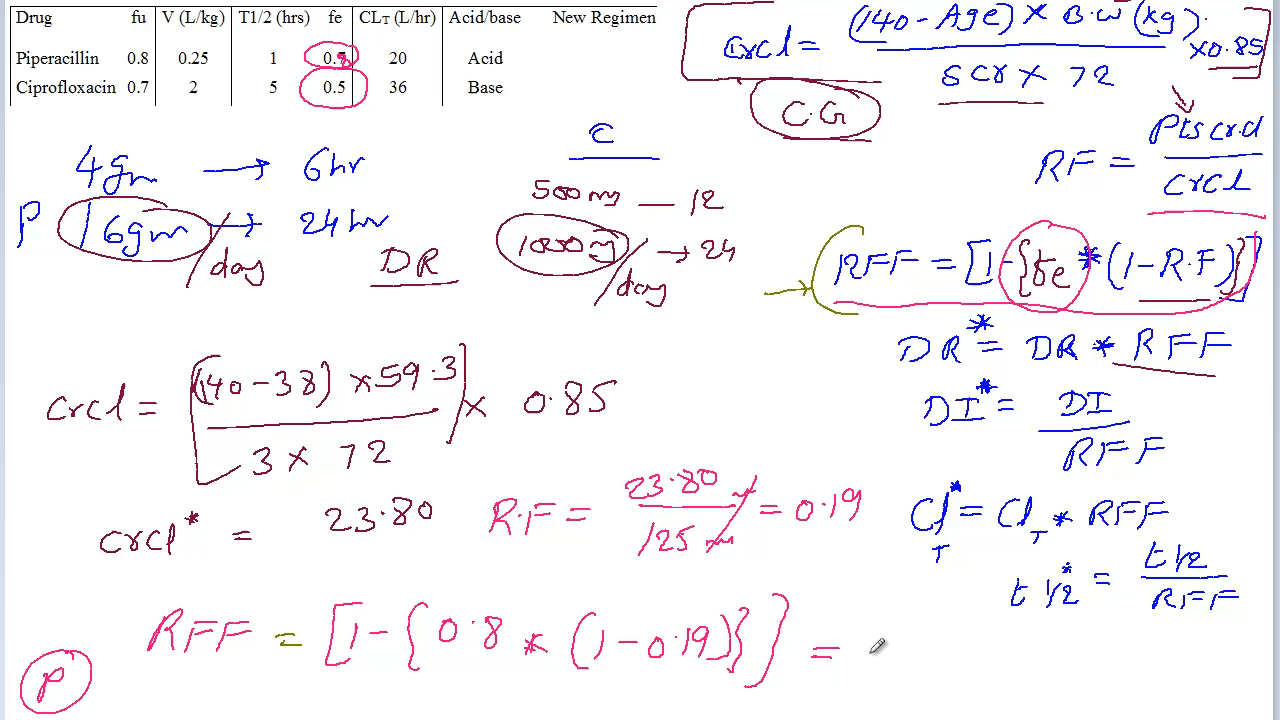 Drug fu V (L/kg) T1/2 (hrs) fe CLT (L/hr) Acid/base New Regimen
Piperacillin 0.8 0.25 1 0.8 20 Acid
Ciprofloxacin 0.7 2 5 0.5 36 Base
Crcl = (140 - Age) × B.W (kg) × 0.85
Scr × 72
C.G
RF = Pts crcl
crcl
4gm → 6hr
P 16gm/day → 24hr
DR
C
500mg — 12
1000mg/day → 24
RFF = [1 - {fe * (1 - R.F)}]
DR* = DR * RFF
DI* = DI
RFF
ClT* = ClT * RFF
t 1/2* = t 1/2
RFF
crcl = [(140 - 38) × 59.3] × 0.85
3 × 72
crcl* = 23.80
R.F = 23.80 = 0.19
125
P
RFF = [1 - {0.8 * (1 - 0.19)}] =